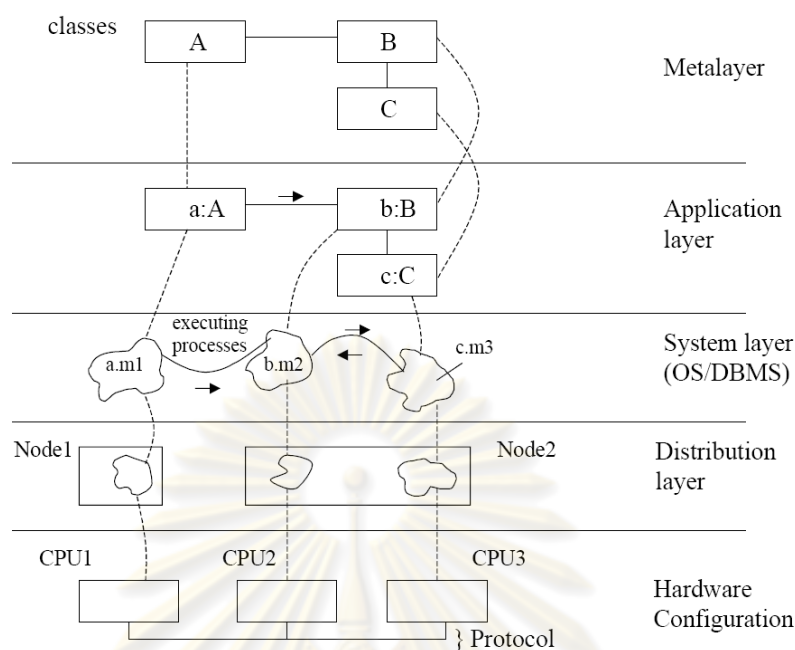 classes
A
B
Metalayer
C
a:A
b:B
Application
layer
c:C
executing
processes
a.m1
b.m2
c.m3
System layer
(OS/DBMS)
Node1
Node2
Distribution
layer
CPU1
CPU2
CPU3
Hardware
Configuration
} Protocol